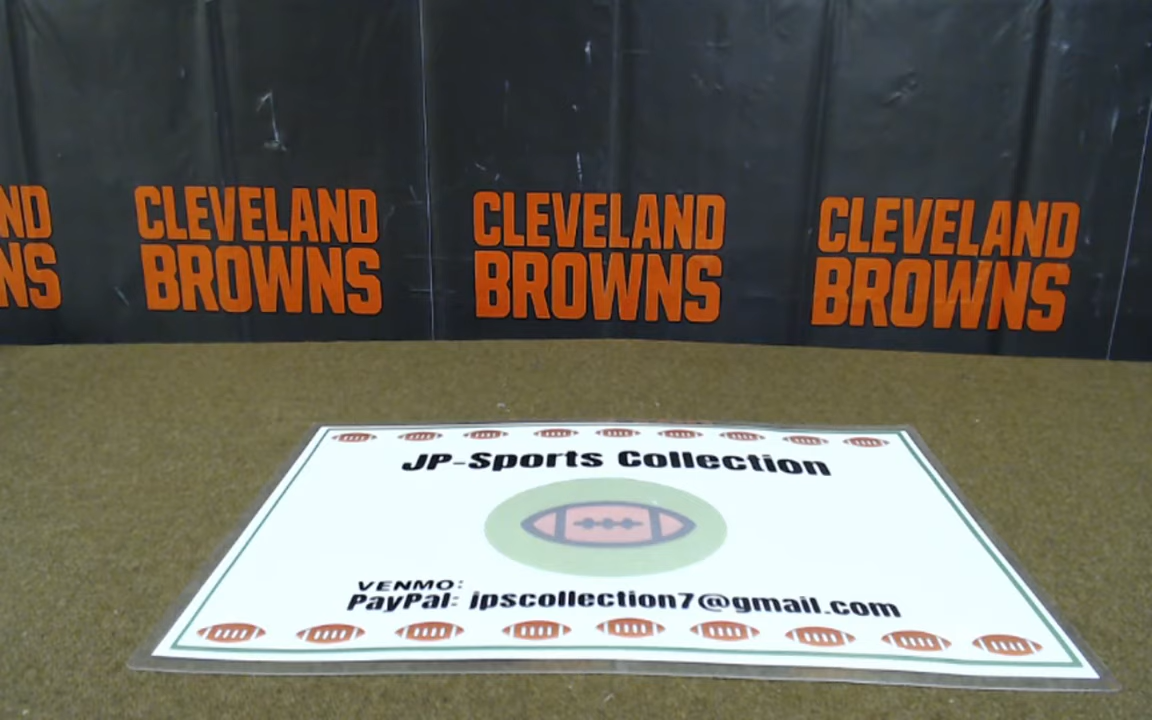 ND
NS
CLEVELAND
BROWNS
CLEVELAND
BROWNS
CLEVELAND
BROWNS
JP-Sports Collection
VENMO:
PayPal: jpscollection7@gmail.com